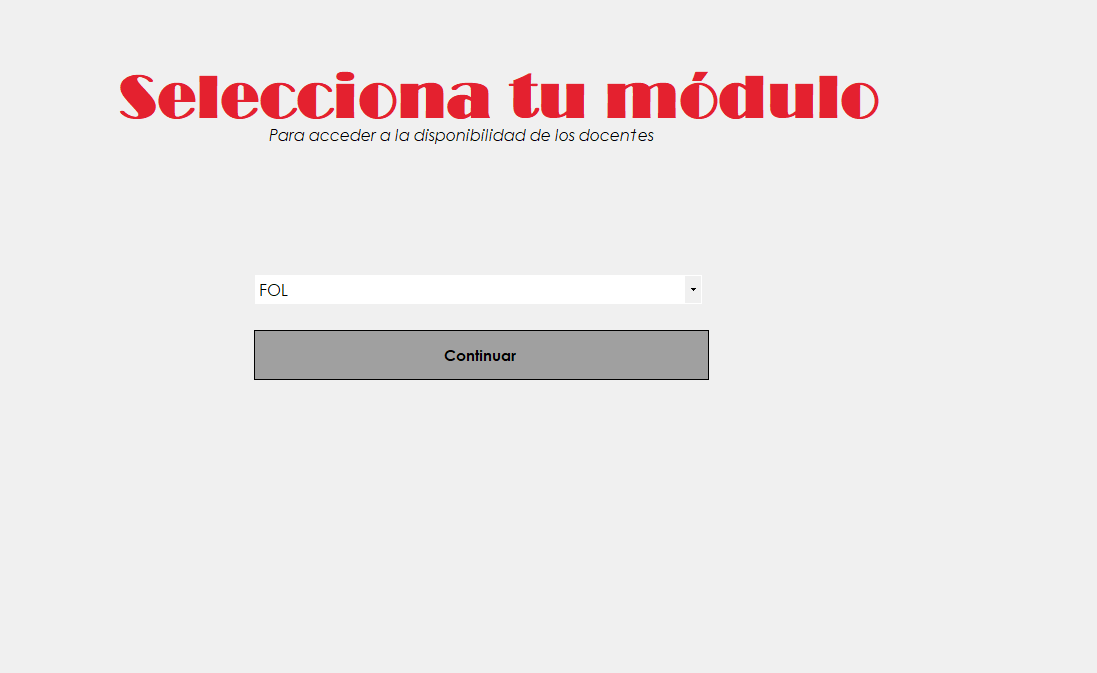 Selecciona tu módulo
Para acceder a la disponibilidad de los docentes
FOL
Continuar